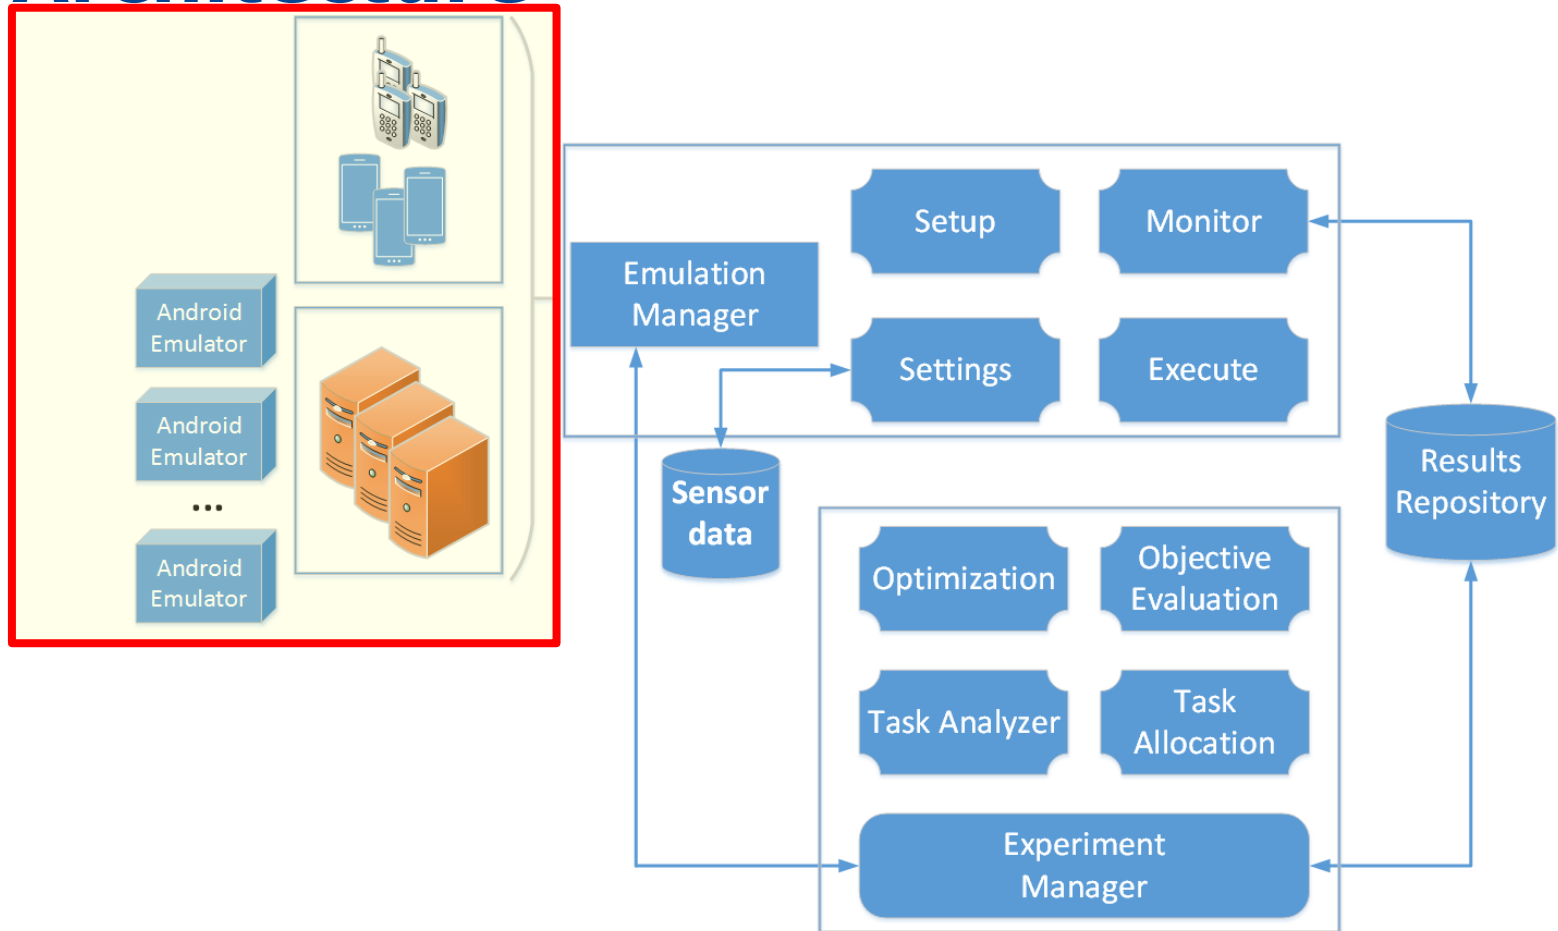 Architecture
Android
Emulator
Android
Emulator
...
Android
Emulator
Emulation
Manager
Setup
Monitor
Settings
Execute
Sensor
data
Results
Repository
Optimization
Objective
Evaluation
Task Analyzer
Task
Allocation
Experiment
Manager